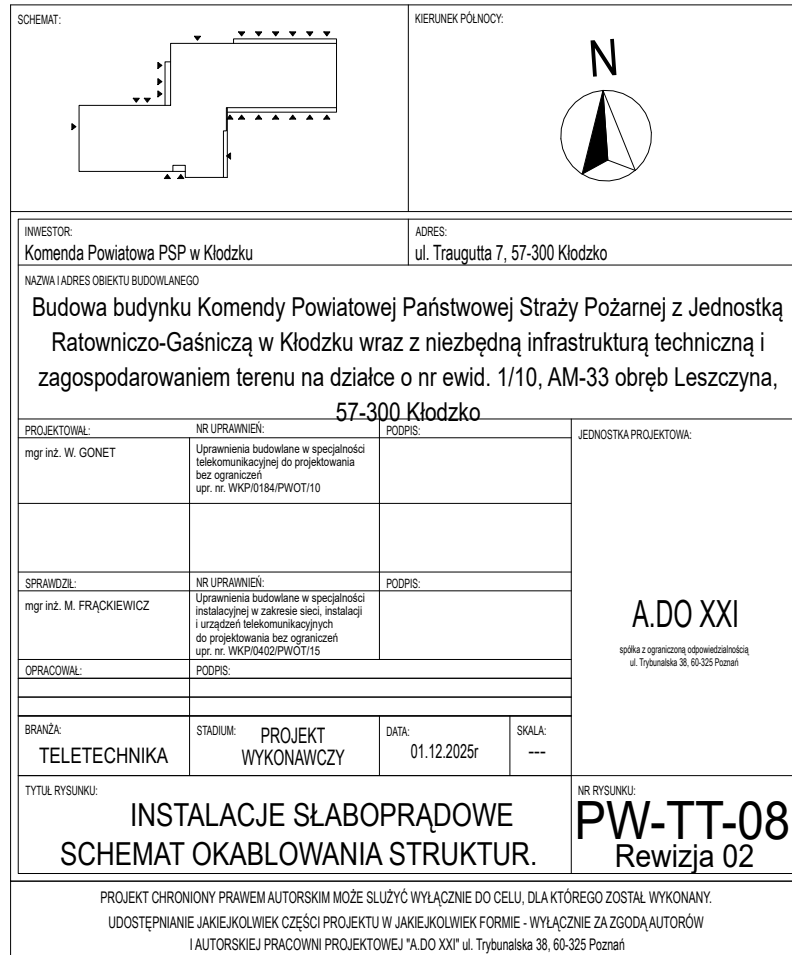 SCHEMAT:
KIERUNEK PÓŁNOCY:
N
INWESTOR:
Komenda Powiatowa PSP w Kłodzku
ADRES:
ul. Traugutta 7, 57-300 Kłodzko
NAZWA I ADRES OBIEKTU BUDOWLANEGO
Budowa budynku Komendy Powiatowej Państwowej Straży Pożarnej z Jednostką
Ratowniczo-Gaśniczą w Kłodzku wraz z niezbędną infrastrukturą techniczną i
zagospodarowaniem terenu na działce o nr ewid. 1/10, AM-33 obręb Leszczyna,
57-300 Kłodzko
PROJEKTOWAŁ:
NR UPRAWNIEŃ:
PODPIS:
mgr inż. W. GONET
Uprawnienia budowlane w specjalności
telekomunikacyjnej do projektowania
bez ograniczeń
upr. nr. WKP/0184/PWOT/10
SPRAWDZIŁ:
NR UPRAWNIEŃ:
PODPIS:
mgr inż. M. FRĄCKIEWICZ
Uprawnienia budowlane w specjalności
instalacyjnej w zakresie sieci, instalacji
i urządzeń telekomunikacyjnych
do projektowania bez ograniczeń
upr. nr. WKP/0402/PWOT/15
OPRACOWAŁ:
PODPIS:
JEDNOSTKA PROJEKTOWA:
A.DO XXI
spółka z ograniczoną odpowiedzialnością
ul. Trybunalska 38, 60-325 Poznań
BRANŻA:
TELETECHNIKA
STADIUM:
PROJEKT
WYKONAWCZY
DATA:
01.12.2025r
SKALA:
---
TYTUŁ RYSUNKU:
INSTALACJE SŁABOPRĄDOWE
SCHEMAT OKABLOWANIA STRUKTUR.
NR RYSUNKU:
PW-TT-08
Rewizja 02
PROJEKT CHRONIONY PRAWEM AUTORSKIM MOŻE SLUŻYĆ WYŁĄCZNIE DO CELU, DLA KTÓREGO ZOSTAŁ WYKONANY.
UDOSTĘPNIANIE JAKIEJKOLWIEK CZĘŚCI PROJEKTU W JAKIEJKOLWIEK FORMIE - WYŁĄCZNIE ZA ZGODĄ AUTORÓW
I AUTORSKIEJ PRACOWNI PROJEKTOWEJ "A.DO XXI" ul. Trybunalska 38, 60-325 Poznań